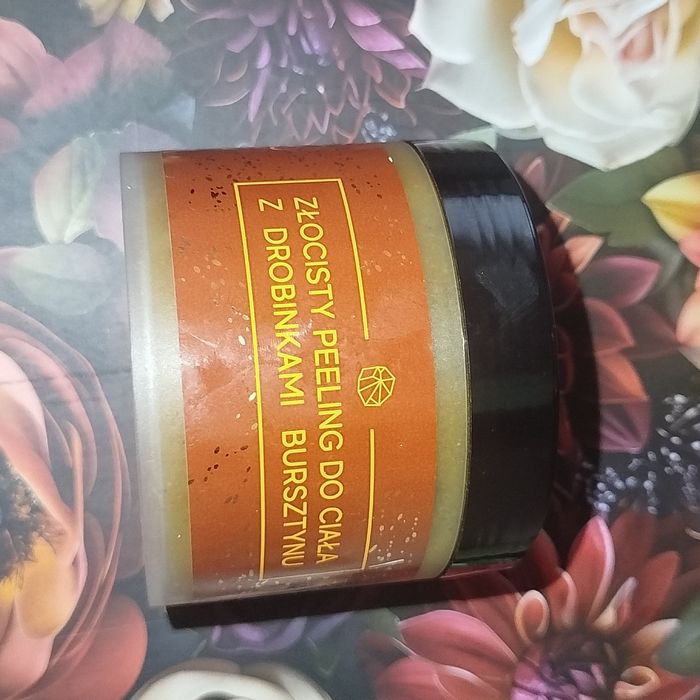 ZŁOCISTY PEELING DO CIAŁA
Z DROBINKAMI BURSZTYNU